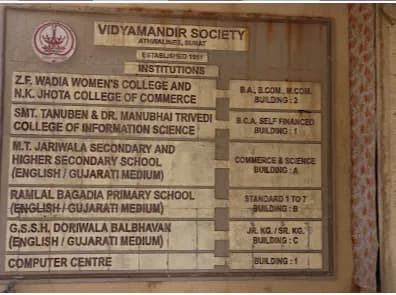 VIDYAMANDIR SOCIETY
ATHWALINES, SURAT
ESTABLISHED 1957
INSTITUTIONS
Z.F. WADIA WOMEN'S COLLEGE AND
N.K. JHOTA COLLEGE OF COMMERCE
B.A., B.COM., M.COM.
BUILDING : 2
SMT. TANUBEN & DR. MANUBHAI TRIVEDI
COLLEGE OF INFORMATION SCIENCE
B.C.A. SELF FINANCED
BUILDING : 1
M.T. JARIWALA SECONDARY AND
HIGHER SECONDARY SCHOOL
(ENGLISH / GUJARATI MEDIUM)
COMMERCE & SCIENCE
BUILDING : A
RAMLAL BAGADIA PRIMARY SCHOOL
(ENGLISH / GUJARATI MEDIUM)
STANDARD 1 TO 7
BUILDING : B
G.S.S.H. DORIWALA BALBHAVAN
(ENGLISH / GUJARATI MEDIUM)
JR. KG. / SR. KG.
BUILDING : C
COMPUTER CENTRE
BUILDING : 1